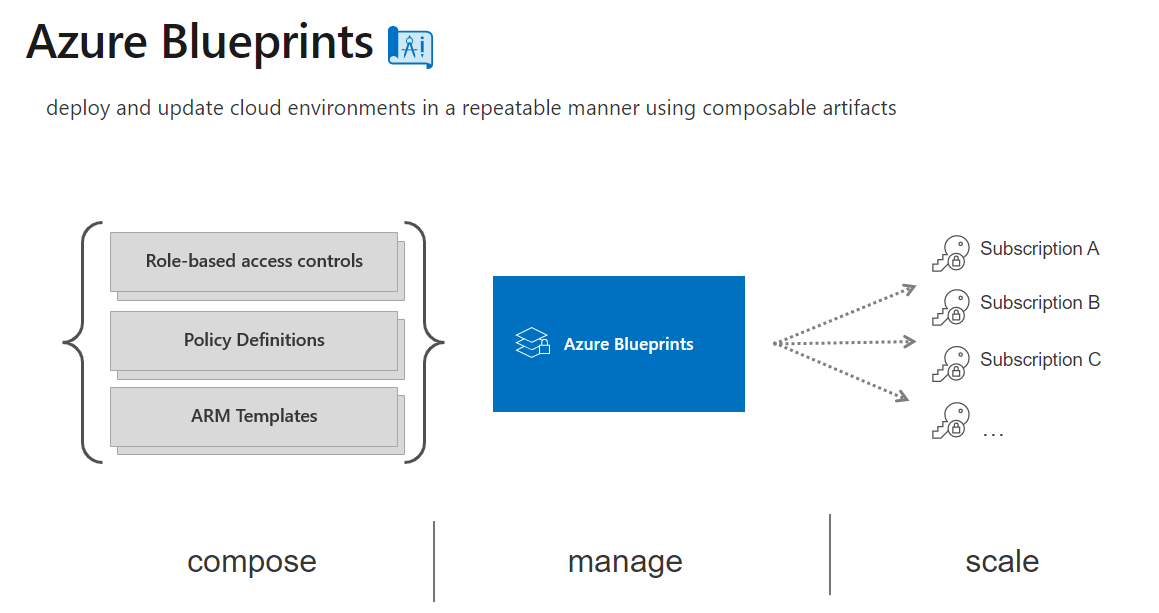 Azure Blueprints
deploy and update cloud environments in a repeatable manner using composable artifacts
Role-based access controls
Policy Definitions
ARM Templates
Azure Blueprints
Subscription A
Subscription B
Subscription C
...
compose
manage
scale